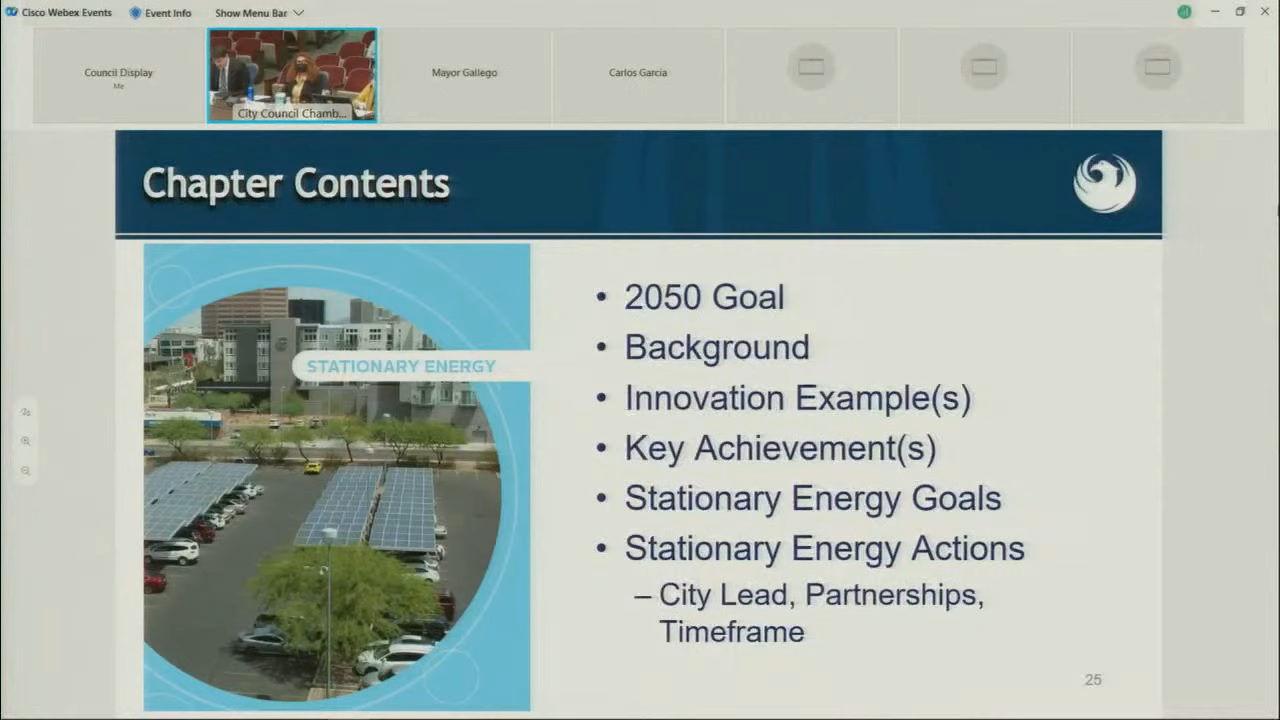 Cisco Webex Events
Event Info
Show Menu Bar
Council Display
Me
City Council Chamb...
Mayor Gallego
Carlos Garcia
Chapter Contents
STATIONARY ENERGY
• 2050 Goal
• Background
• Innovation Example(s)
• Key Achievement(s)
• Stationary Energy Goals
• Stationary Energy Actions
– City Lead, Partnerships,
Timeframe
25